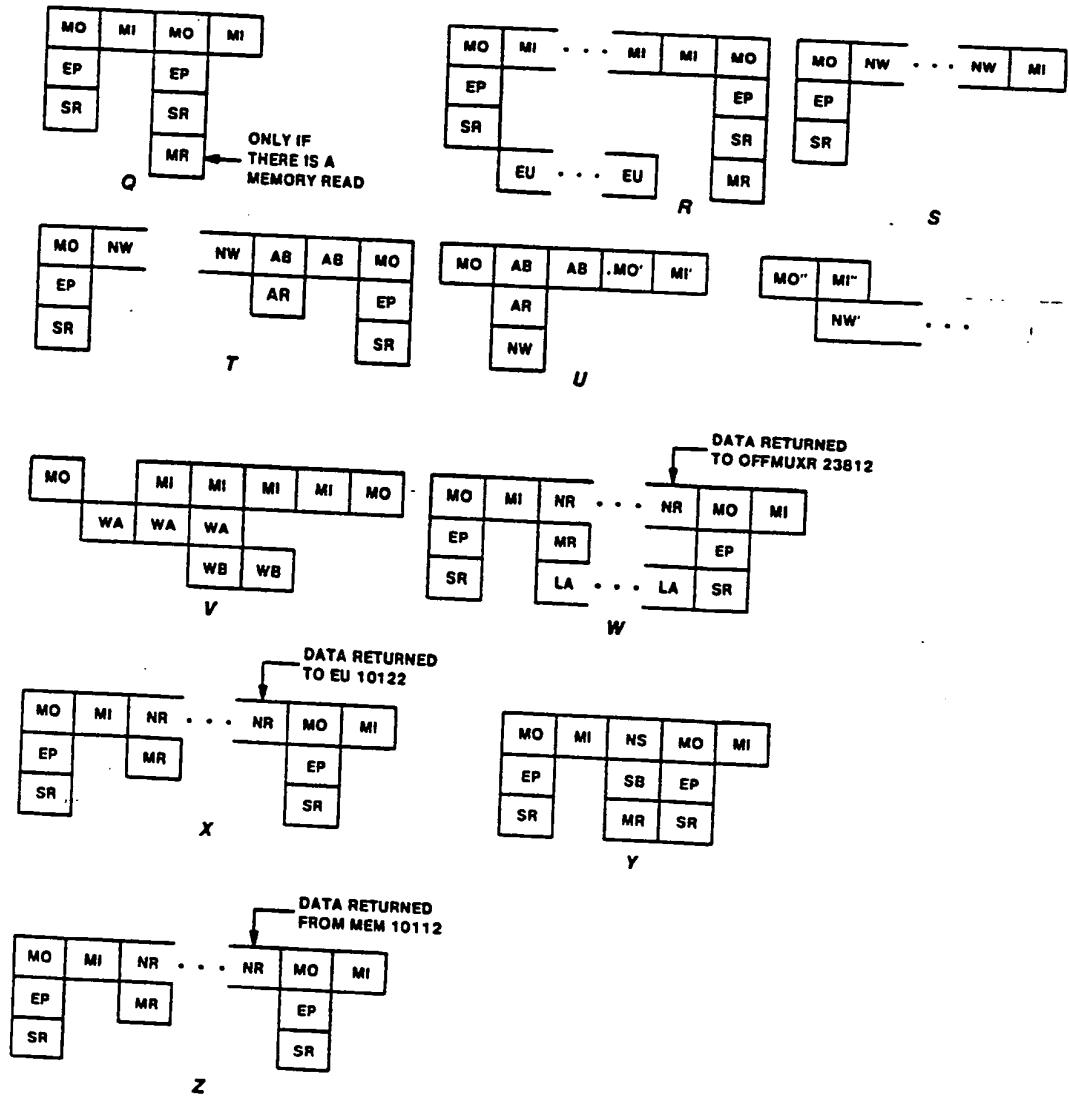 MO MI MO MI
EP EP
SR SR
MR
ONLY IF
THERE IS A
MEMORY READ
Q
MO MI · · · MI MI MO
EP EP
SR SR
EU · · · EU MR
R
MO NW · · · NW MI
EP
SR
S
MO NW NW AB AB MO
EP AR EP
SR SR
T
MO AB AB MO' MI'
AR
NW
U
MO" MI"
NW' · · ·
MO MI MI MI MI MO
WA WA WA
WB WB
V
DATA RETURNED
TO OFFMUXR 23812
MO MI NR · · · NR MO MI
EP MR EP
SR LA · · · LA SR
W
DATA RETURNED
TO EU 10122
MO MI NR · · · NR MO MI
EP MR EP
SR SR
X
MO MI NS MO MI
EP SB EP
SR MR SR
Y
DATA RETURNED
FROM MEM 10112
MO MI NR · · · NR MO MI
EP MR EP
SR SR
Z